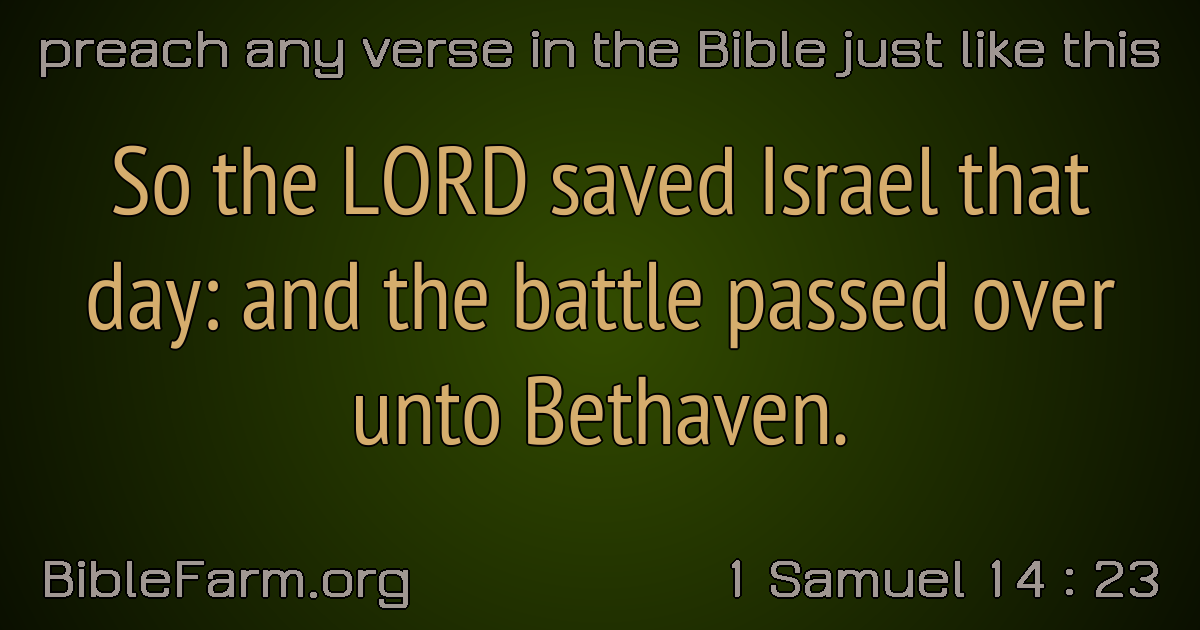 preach any verse in the Bible just like this
So the LORD saved Israel that
day: and the battle passed over
unto Bethaven.
BibleFarm.org
1 Samuel 14 : 23